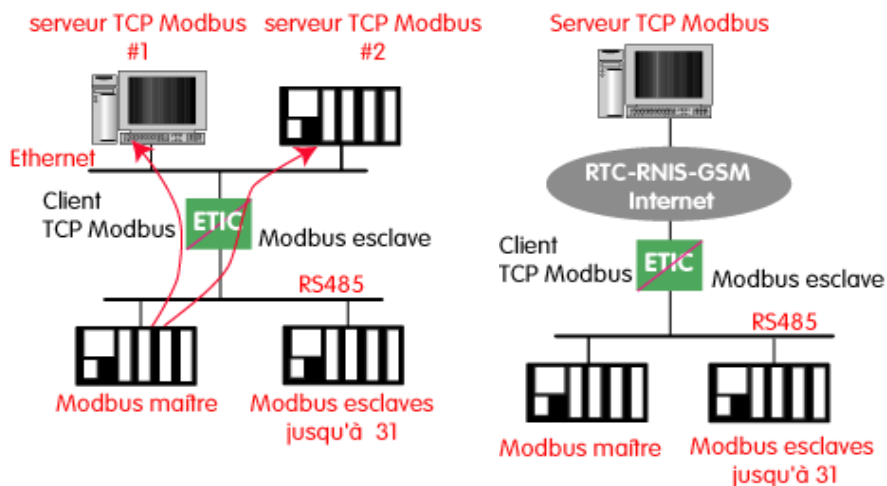 serveur TCP Modbus
#1
serveur TCP Modbus
#2
Ethernet
Client
TCP Modbus
ETIC
Modbus esclave
RS485
Modbus maître
Modbus esclaves
jusqu'à 31
Serveur TCP Modbus
RTC-RNIS-GSM
Internet
Client
TCP Modbus
ETIC
Modbus esclave
RS485
Modbus maître
Modbus esclaves
jusqu'à 31